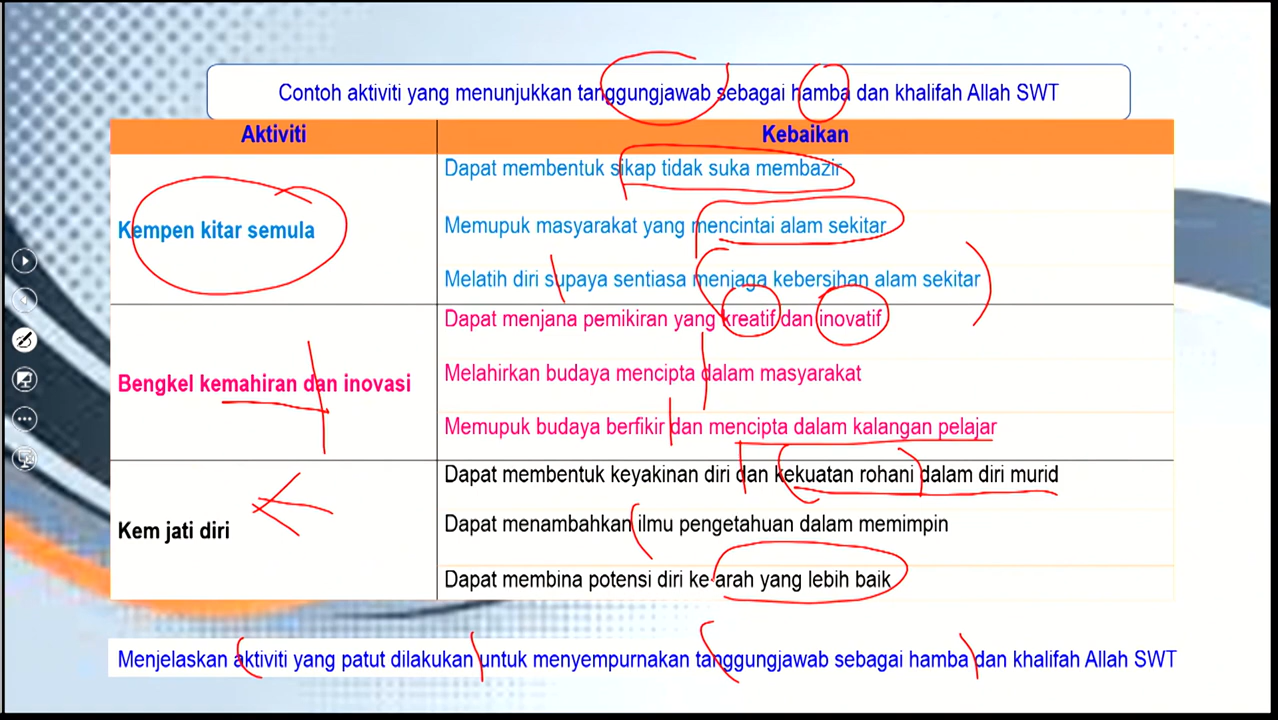 Contoh aktiviti yang menunjukkan tanggungjawab sebagai hamba dan khalifah Allah SWT
Aktiviti
Kebaikan
Kempen kitar semula
Dapat membentuk sikap tidak suka membazir
Memupuk masyarakat yang mencintai alam sekitar
Melatih diri supaya sentiasa menjaga kebersihan alam sekitar
Bengkel kemahiran dan inovasi
Dapat menjana pemikiran yang kreatif dan inovatif
Melahirkan budaya mencipta dalam masyarakat
Memupuk budaya berfikir dan mencipta dalam kalangan pelajar
Kem jati diri
Dapat membentuk keyakinan diri dan kekuatan rohani dalam diri murid
Dapat menambahkan ilmu pengetahuan dalam memimpin
Dapat membina potensi diri ke arah yang lebih baik
Menjelaskan aktiviti yang patut dilakukan untuk menyempurnakan tanggungjawab sebagai hamba dan khalifah Allah SWT